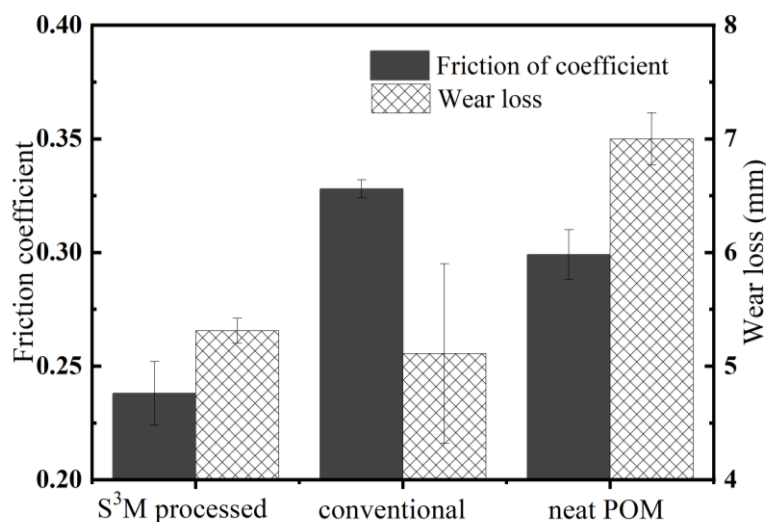 0.40
0.35
0.30
0.25
0.20
Friction coefficient
Friction of coefficient
Wear loss
8
7
6
5
4
Wear loss (mm)
S³M processed
conventional
neat POM